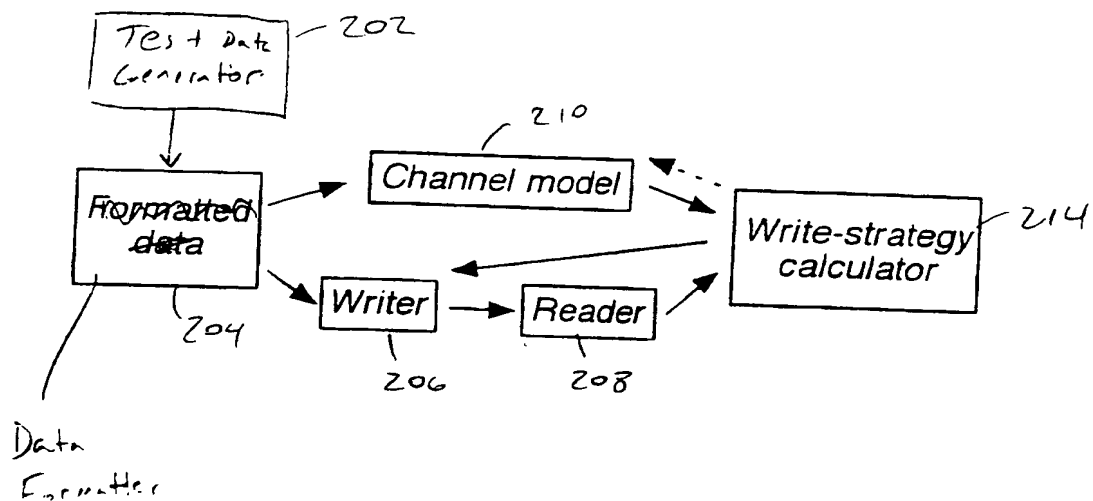 Test Data
Generator
202
210
Channel model
Formatted
data
Write-strategy
calculator
214
Writer
Reader
204
206
208
Data
Formatter